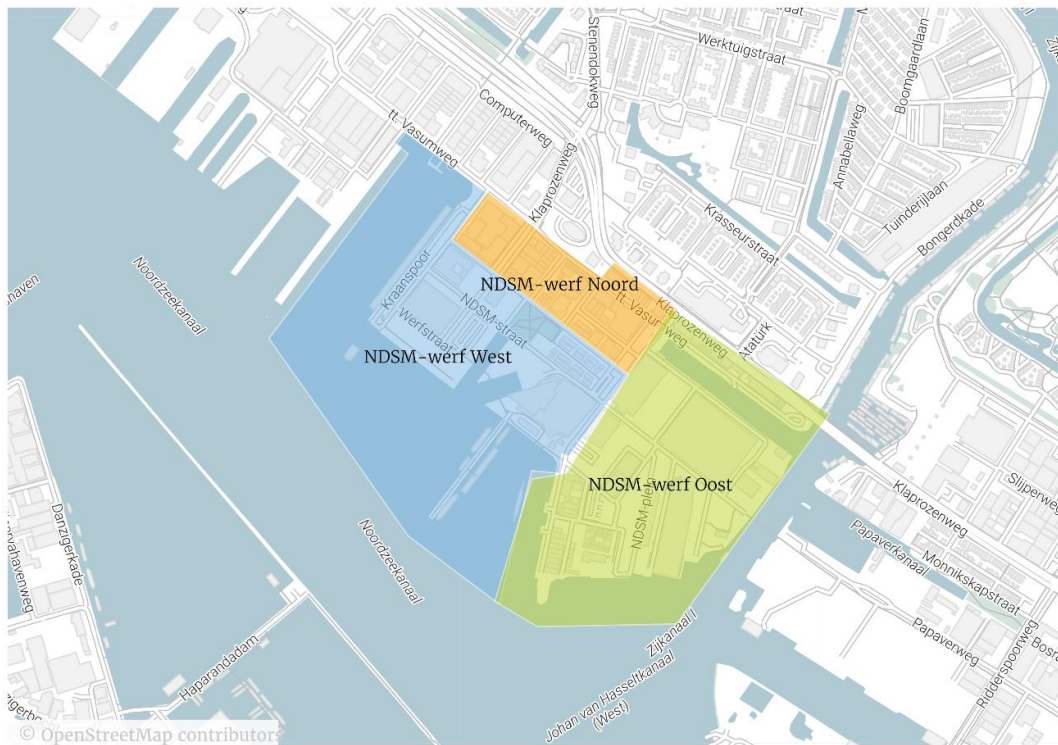 Stenendokweg
Werktuigstraat
Boomgaardlaan
Computerweg
tt. Vasumweg
Klaprozenweg
Annabellaweg
Tuinderijlaan
Bongerdkade
Krasseurstraat
Noordzeekanaal
Kraanspoor
NDSM-werf Noord
tt. Vasumweg
Klaprozenweg
NDSM-straat
Werfstraat
NDSM-werf West
Atatürk
NDSM-werf Oost
NDSM-plein
Klaprozenweg
Slijperweg
Danzigerkade
Noordzeekanaal
Papaverkanaal
Monnikskapstraat
Papaverweg
Ridderspoorweg
Zijkanaal I
Johan van Hasseltkanaal
(West)
Haparandadam
© OpenStreetMap contributors